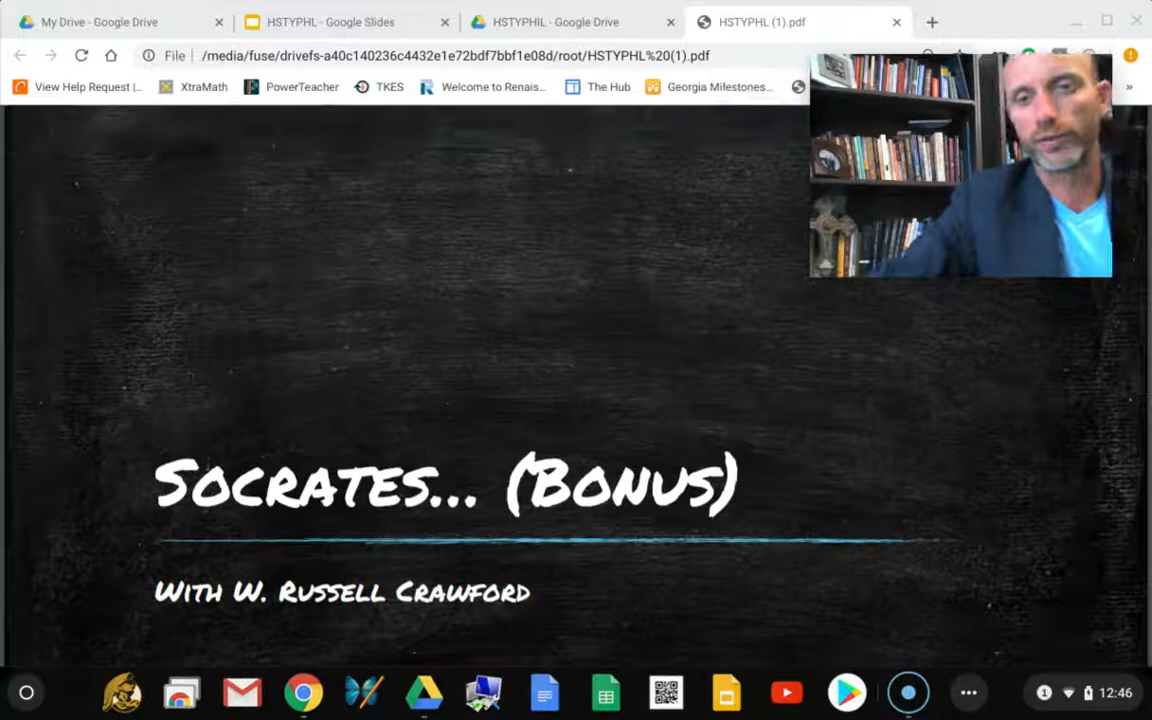 My Drive - Google Drive
HSTYPHL - Google Slides
HSTYPHIL - Google Drive
HSTYPHL (1).pdf
File
/media/fuse/drivefs-a40c140236c4432e1e72bdf7bbf1e08d/root/HSTYPHL%20(1).pdf
View Help Request |...
XtraMath
PowerTeacher
TKES
Welcome to Renais...
The Hub
Georgia Milestones...
Socrates... (Bonus)
With W. Russell Crawford
1
12:46